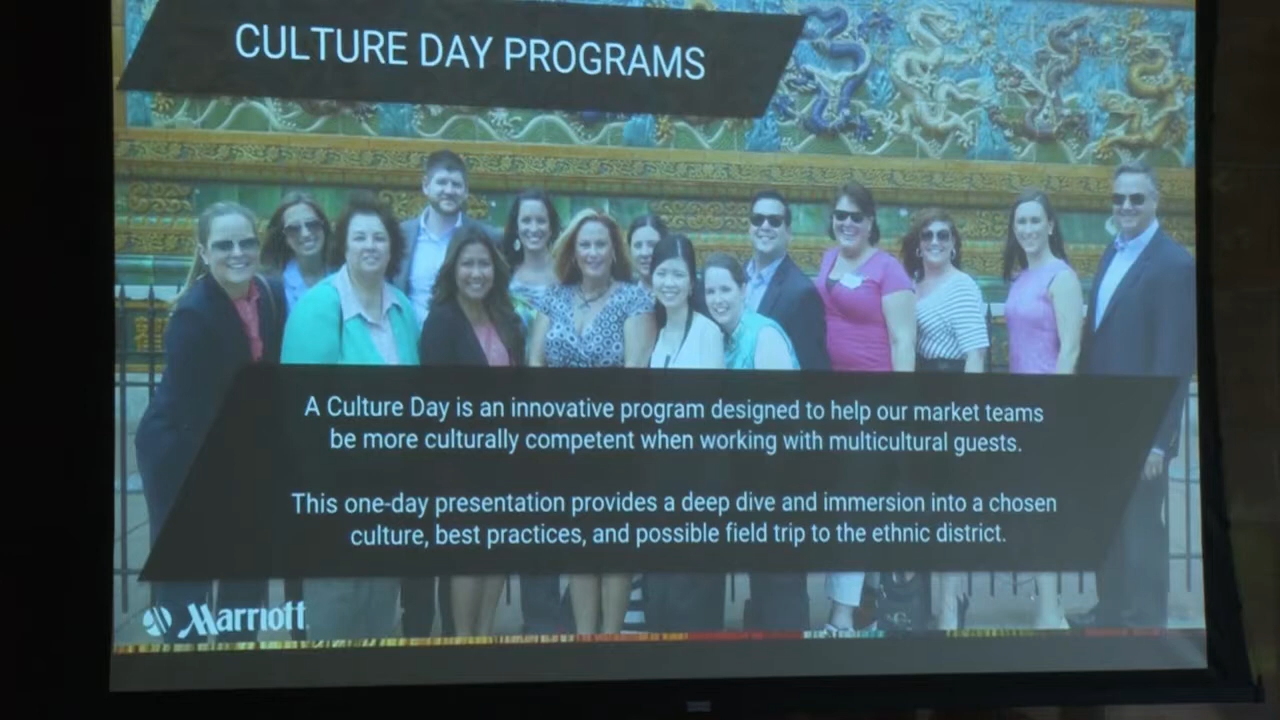 CULTURE DAY PROGRAMS
A Culture Day is an innovative program designed to help our market teams
be more culturally competent when working with multicultural guests.
This one-day presentation provides a deep dive and immersion into a chosen
culture, best practices, and possible field trip to the ethnic district.
Marriott